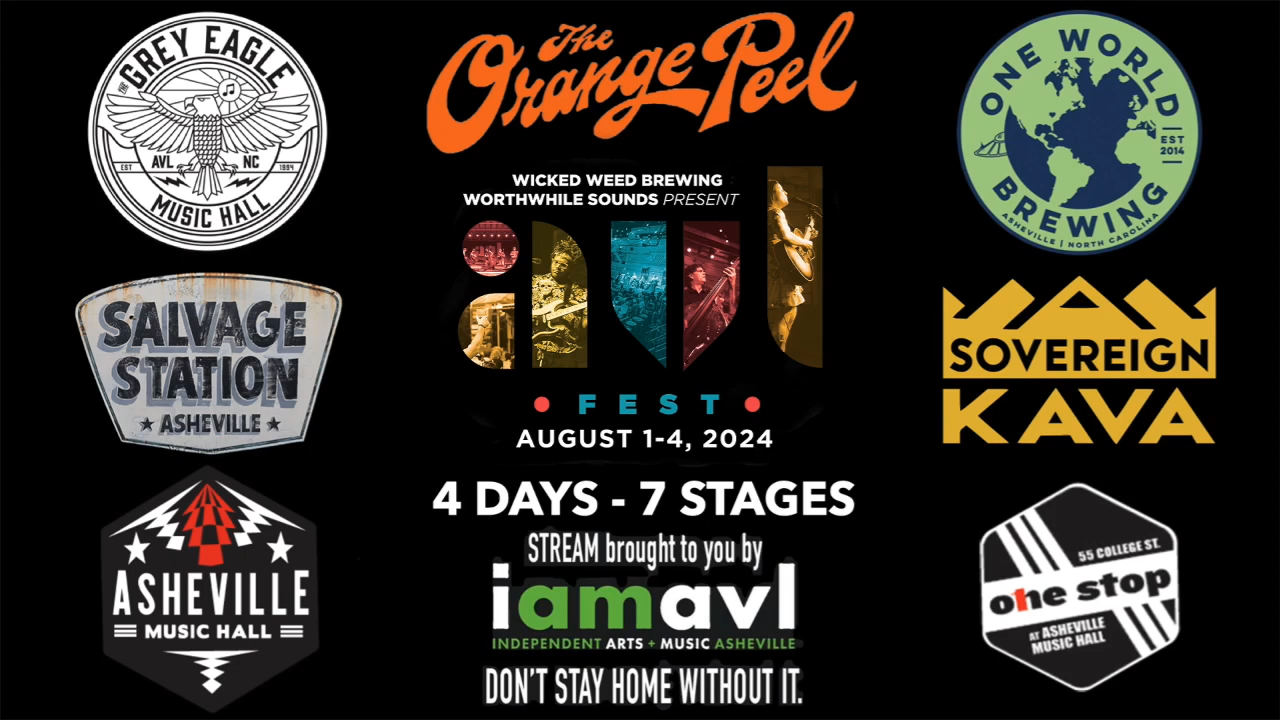 THE GREY EAGLE
EST AVL NC 1994
MUSIC HALL
The
Orange Peel
ONE WORLD
EST
2014
BREWING
ASHEVILLE | NORTH CAROLINA
WICKED WEED BREWING
WORTHWHILE SOUNDS PRESENT
avl
• FEST •
AUGUST 1-4, 2024
SALVAGE
STATION
★ ASHEVILLE ★
SOVEREIGN
KAVA
4 DAYS - 7 STAGES
STREAM brought to you by
iamavl
INDEPENDENT ARTS + MUSIC ASHEVILLE
DON'T STAY HOME WITHOUT IT.
ASHEVILLE
MUSIC HALL
55 COLLEGE ST.
one stop
AT ASHEVILLE
MUSIC HALL